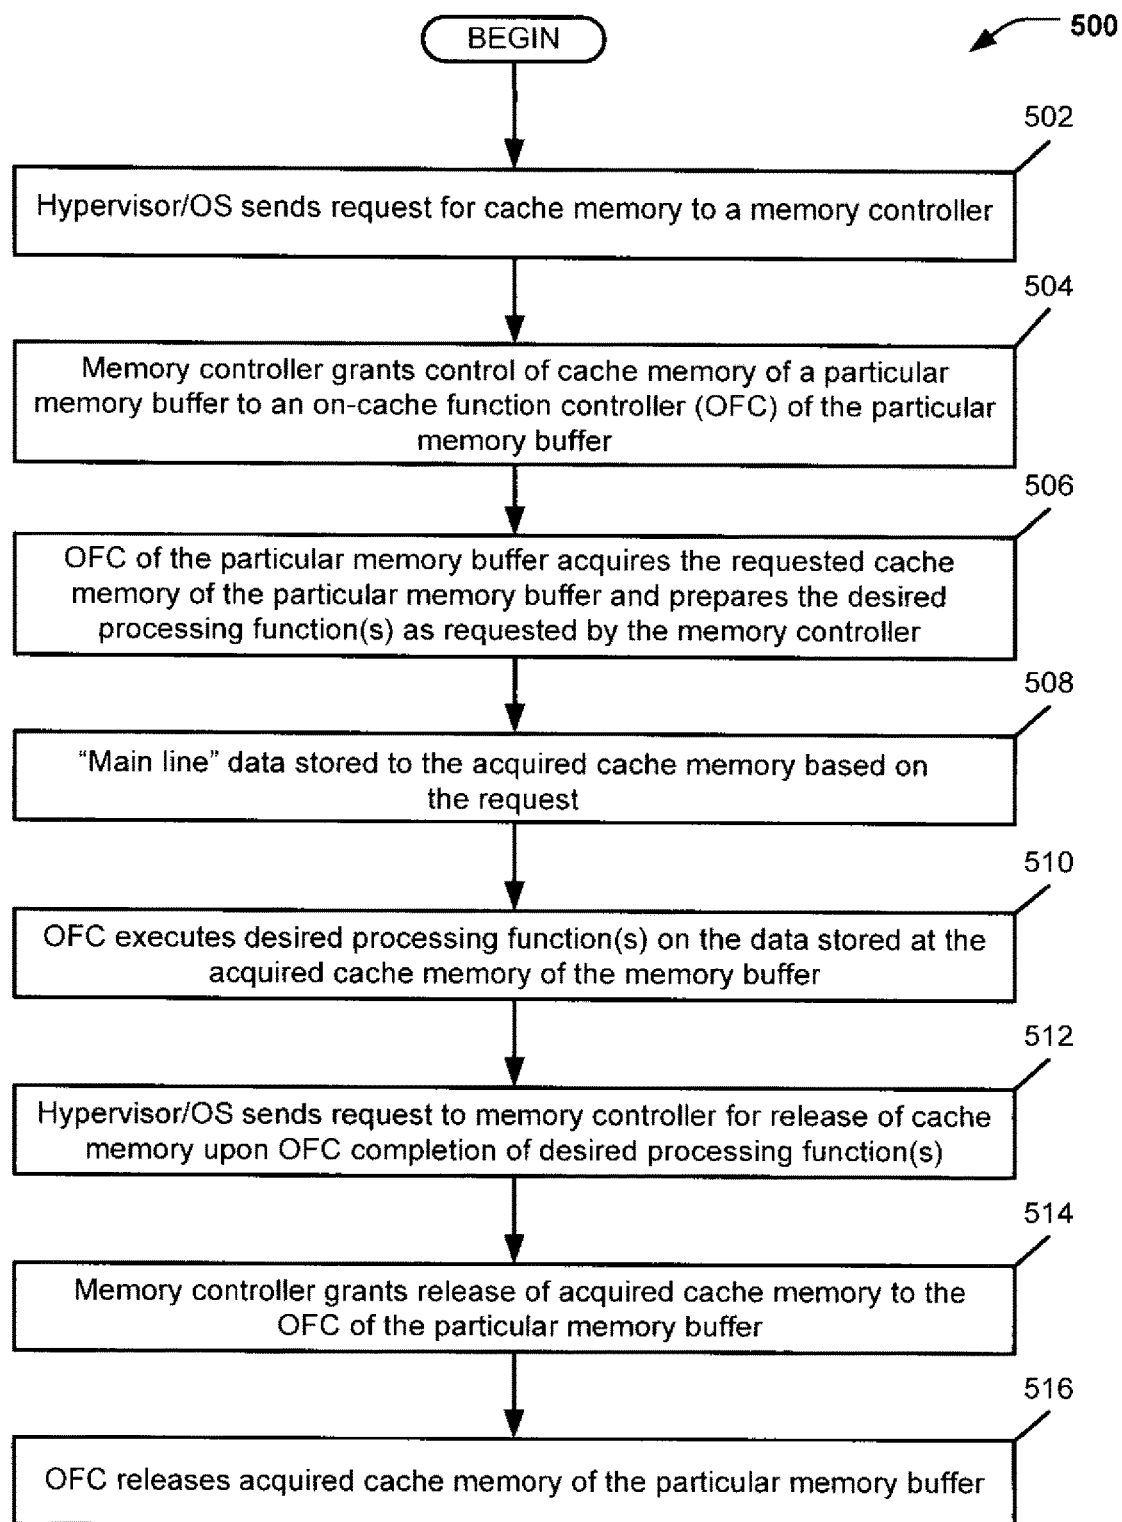 BEGIN
500
502
Hypervisor/OS sends request for cache memory to a memory controller
504
Memory controller grants control of cache memory of a particular
memory buffer to an on-cache function controller (OFC) of the particular
memory buffer
506
OFC of the particular memory buffer acquires the requested cache
memory of the particular memory buffer and prepares the desired
processing function(s) as requested by the memory controller
508
“Main line” data stored to the acquired cache memory based on
the request
510
OFC executes desired processing function(s) on the data stored at the
acquired cache memory of the memory buffer
512
Hypervisor/OS sends request to memory controller for release of cache
memory upon OFC completion of desired processing function(s)
514
Memory controller grants release of acquired cache memory to the
OFC of the particular memory buffer
516
OFC releases acquired cache memory of the particular memory buffer